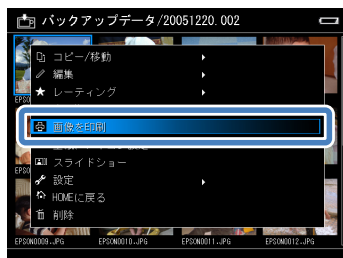 バックアップデータ/20051220.002
コピー/移動
編集
レーティング
画像を印刷
スライドショー
設定
HOMEに戻る
削除
EPSON009.JPG
EPSON0010.JPG
EPSON0011.JPG
EPSON0012.JPG